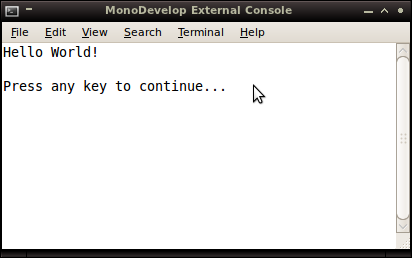 MonoDevelop External Console
File Edit View Search Terminal Help
Hello World!
Press any key to continue...